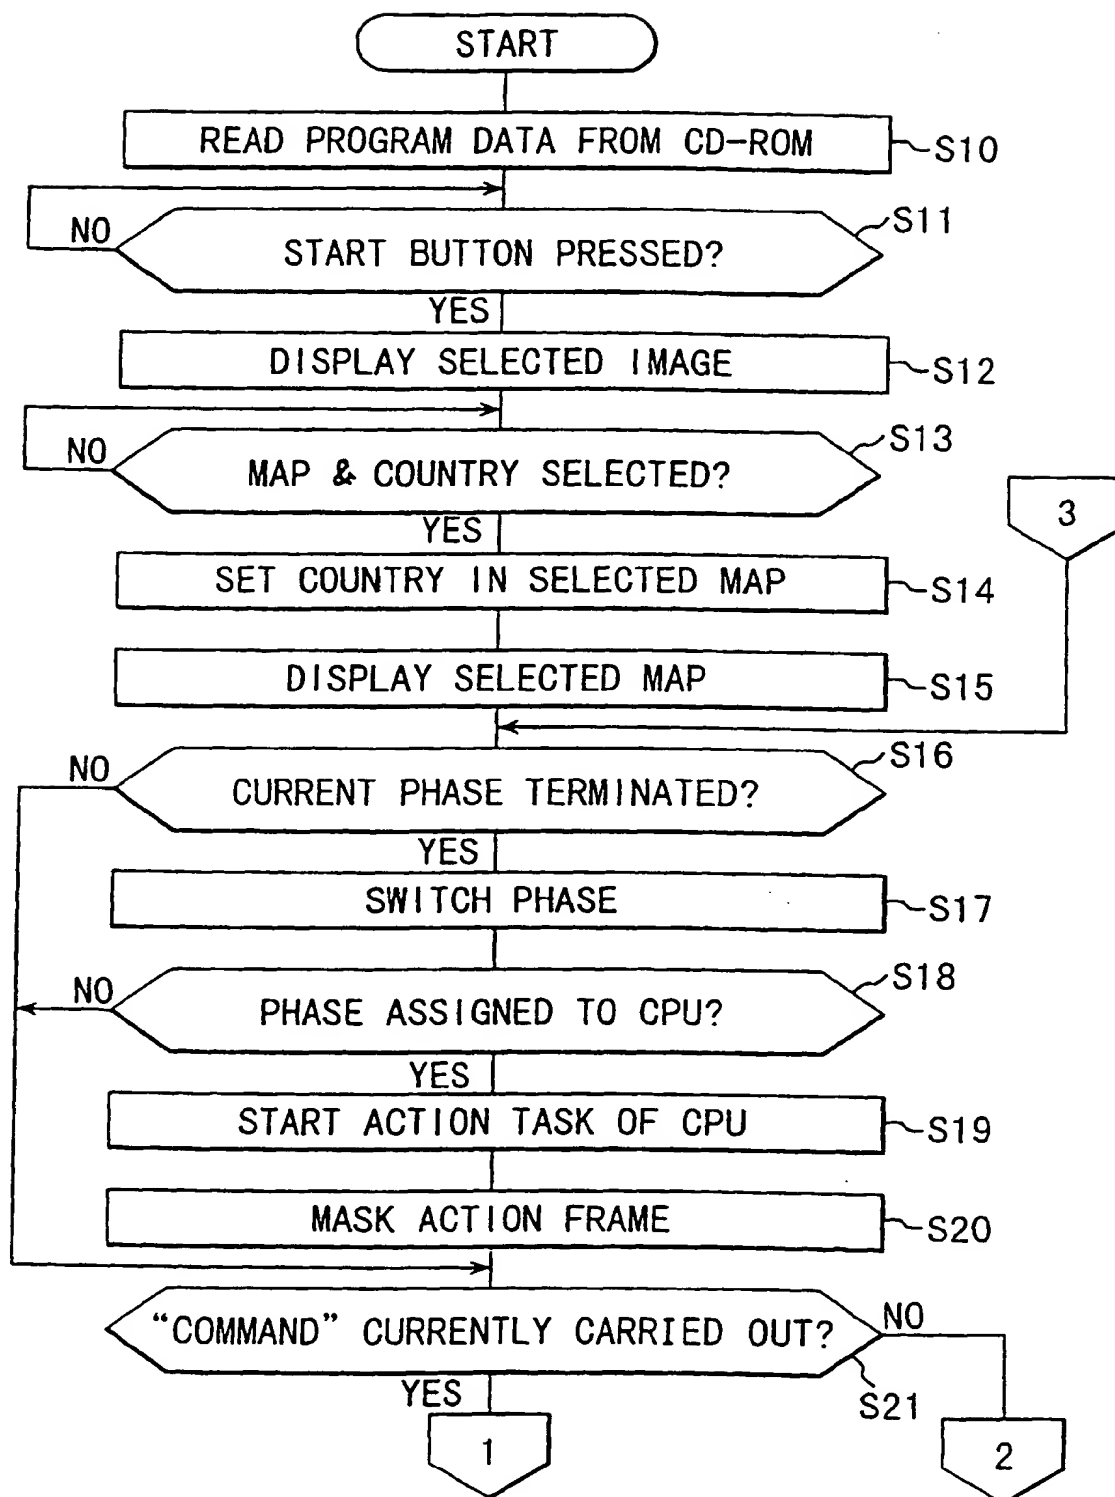 START
READ PROGRAM DATA FROM CD-ROM
S10
NO
START BUTTON PRESSED?
S11
YES
DISPLAY SELECTED IMAGE
S12
NO
MAP & COUNTRY SELECTED?
S13
YES
3
SET COUNTRY IN SELECTED MAP
S14
DISPLAY SELECTED MAP
S15
NO
CURRENT PHASE TERMINATED?
S16
YES
SWITCH PHASE
S17
NO
PHASE ASSIGNED TO CPU?
S18
YES
START ACTION TASK OF CPU
S19
MASK ACTION FRAME
S20
“COMMAND” CURRENTLY CARRIED OUT?
NO
YES
S21
1
2